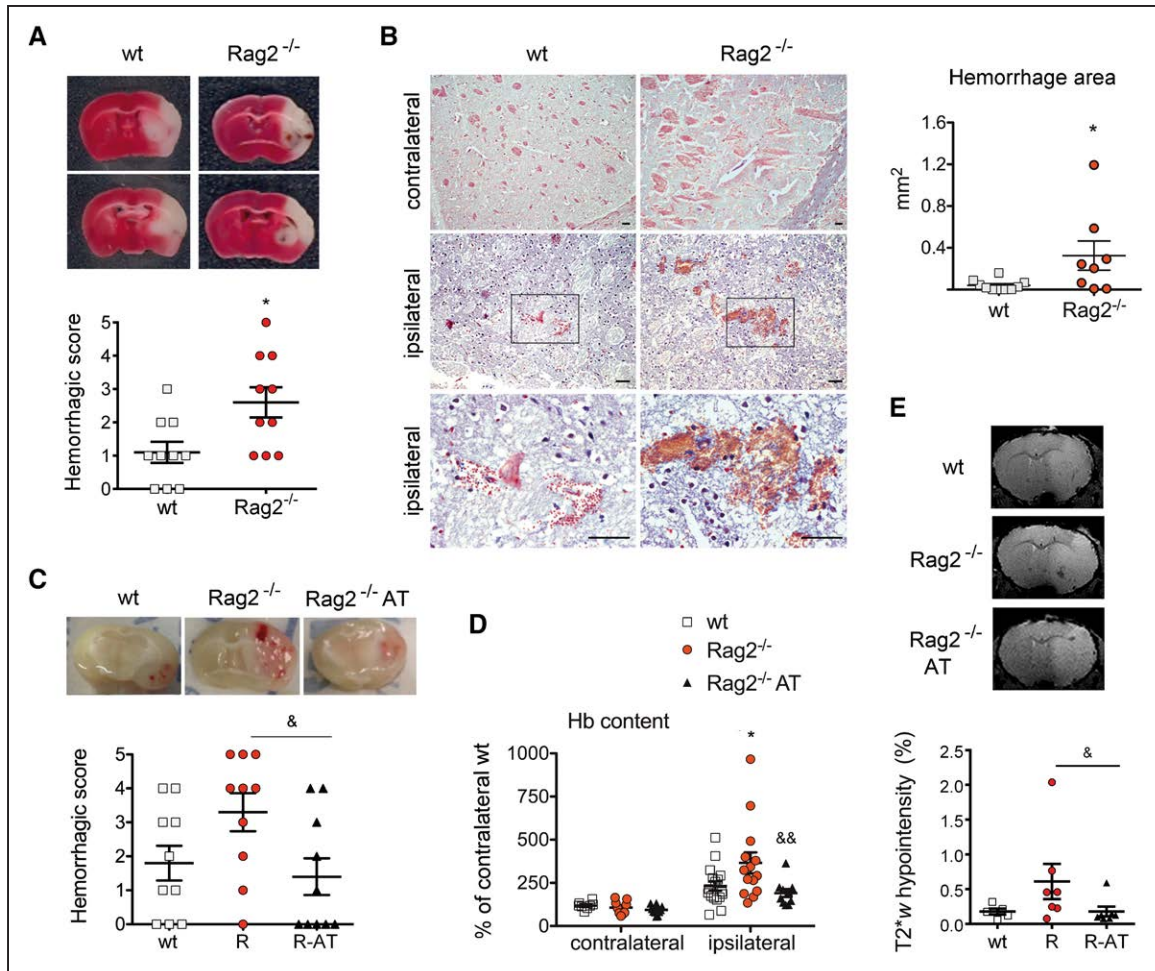 A
wt Rag2-/-
*
Hemorrhagic score
5
4
3
2
1
0
wt Rag2-/-
B
wt Rag2-/-
contralateral
ipsilateral
ipsilateral
Hemorrhage area
*
mm2
1.6
1.2
0.8
0.4
wt Rag2-/-
C
wt Rag2-/- Rag2-/- AT
&
Hemorrhagic score
5
4
3
2
1
0
wt R R-AT
D
wt
Rag2-/-
Rag2-/- AT
Hb content
*
&&
% of contralateral wt
1000
750
500
250
0
contralateral ipsilateral
E
wt
Rag2-/-
Rag2-/-
AT
&
T2*w hypointensity (%)
2.5
2.0
1.5
1.0
0.5
0.0
wt R R-AT